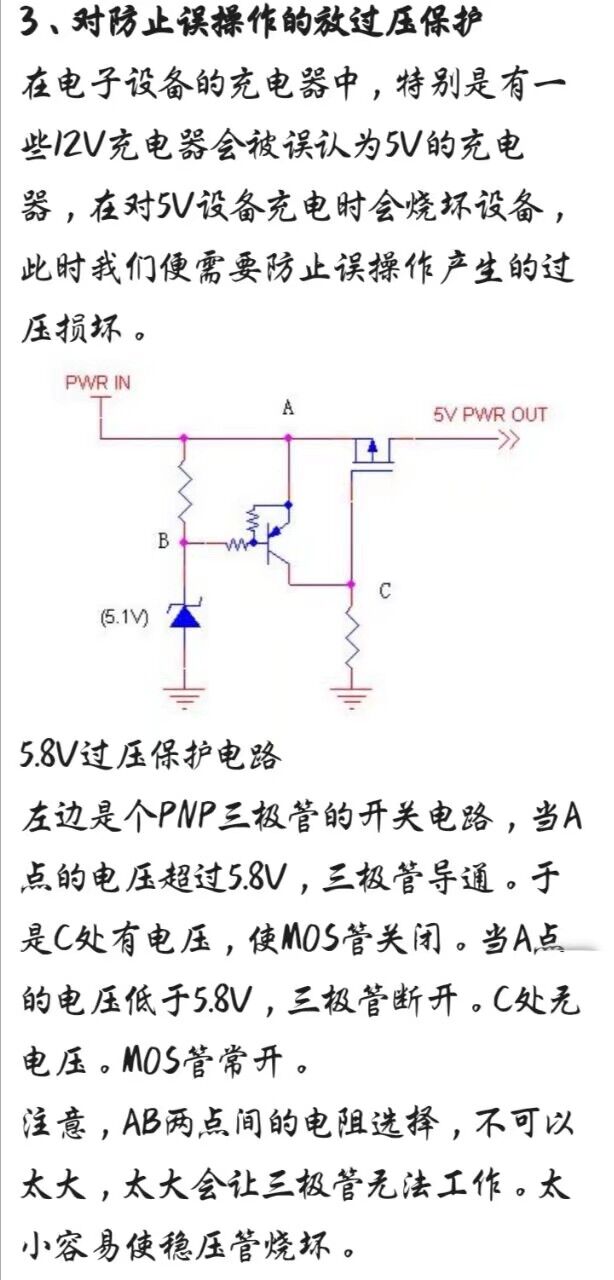 3、对防止误操作的放过压保护
在电子设备的充电器中，特别是有一
些12V充电器会被误认为5V的充电
器，在对5V设备充电时会烧坏设备，
此时我们便需要防止误操作产生的过
压损坏。
PWR IN
A
5V PWR OUT
B
C
(5.1V)
5.8V过压保护电路
左边是个PNP三极管的开关电路，当A
点的电压超过5.8V，三极管导通。于
是C处有电压，使MOS管关闭。当A点
的电压低于5.8V，三极管断开。C处无
电压。MOS管常开。
注意，AB两点间的电阻选择，不可以
太大，太大会让三极管无法工作。太
小容易使稳压管烧坏。